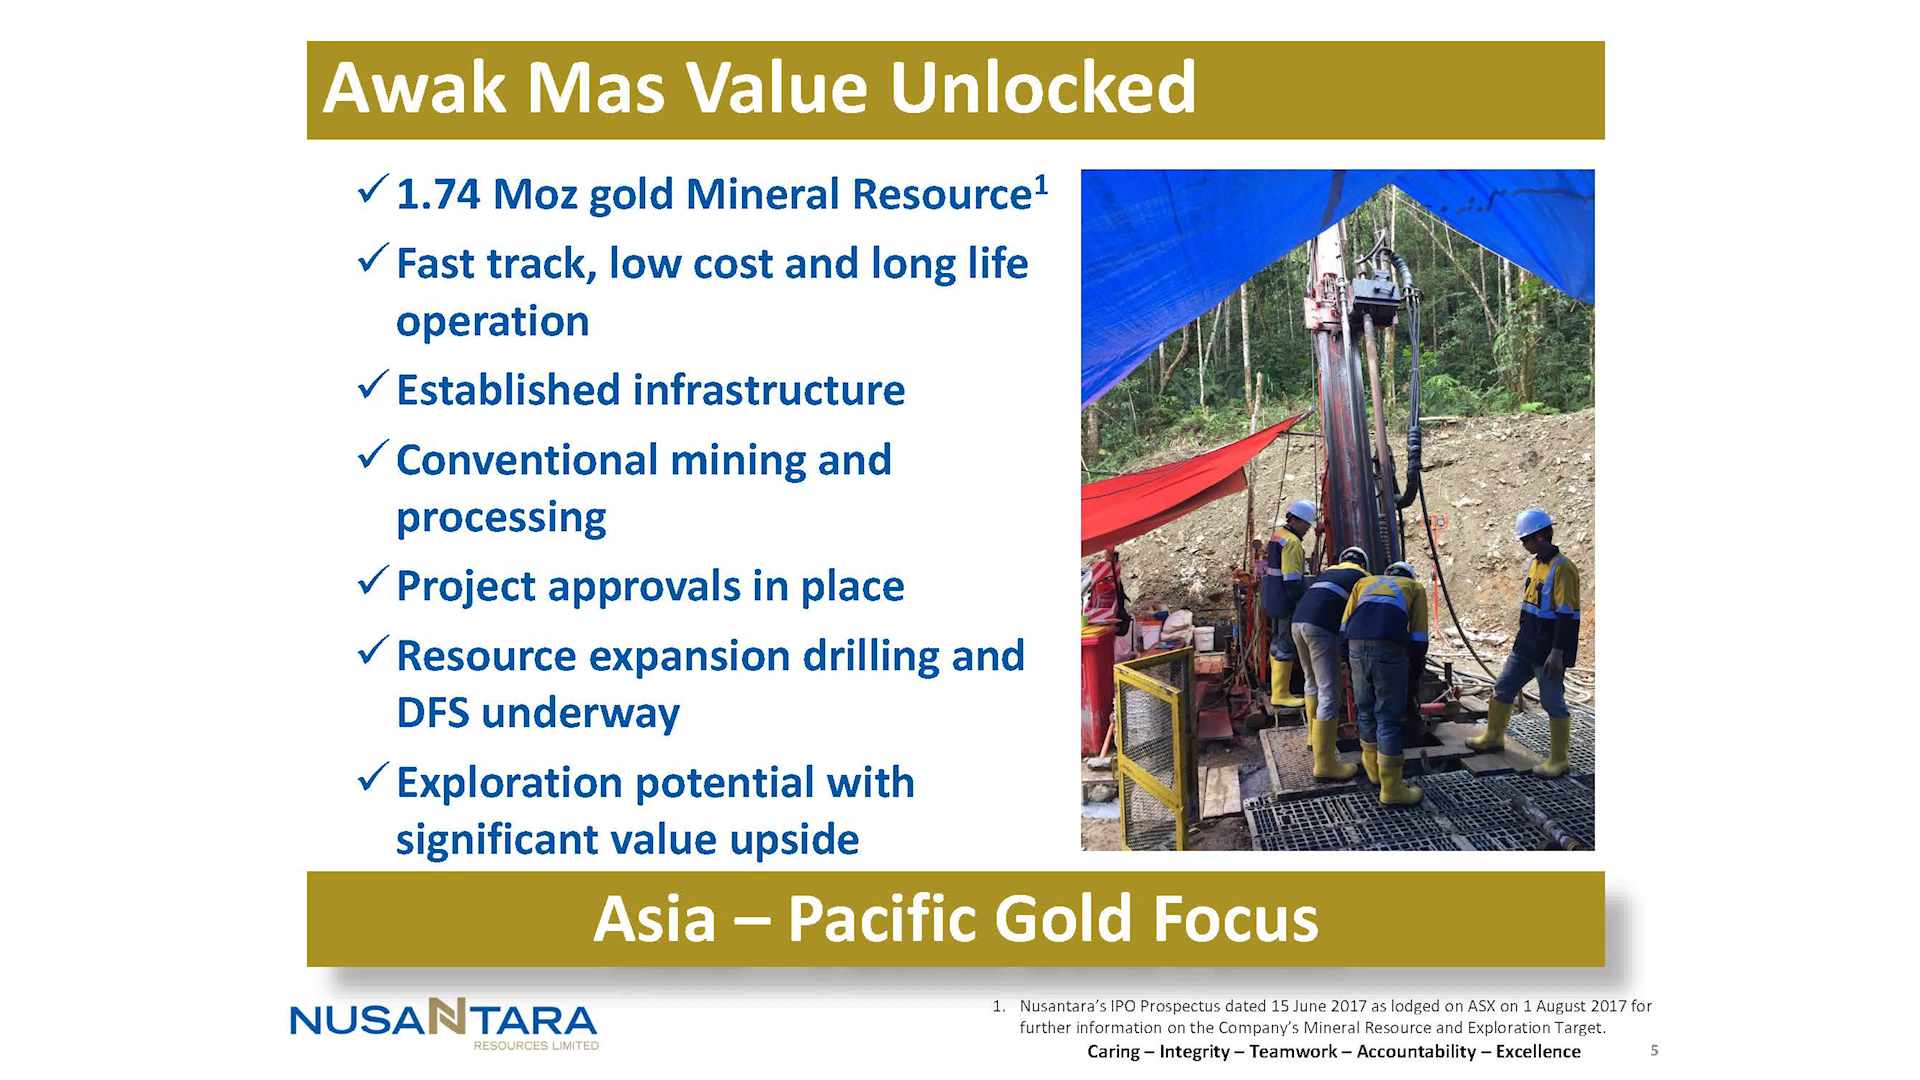 Awak Mas Value Unlocked
✓ 1.74 Moz gold Mineral Resource¹
✓ Fast track, low cost and long life
operation
✓ Established infrastructure
✓ Conventional mining and
processing
✓ Project approvals in place
✓ Resource expansion drilling and
DFS underway
✓ Exploration potential with
significant value upside
Asia – Pacific Gold Focus
NUSANTARA
RESOURCES LIMITED
1. Nusantara's IPO Prospectus dated 15 June 2017 as lodged on ASX on 1 August 2017 for
further information on the Company's Mineral Resource and Exploration Target.
Caring – Integrity – Teamwork – Accountability – Excellence
5